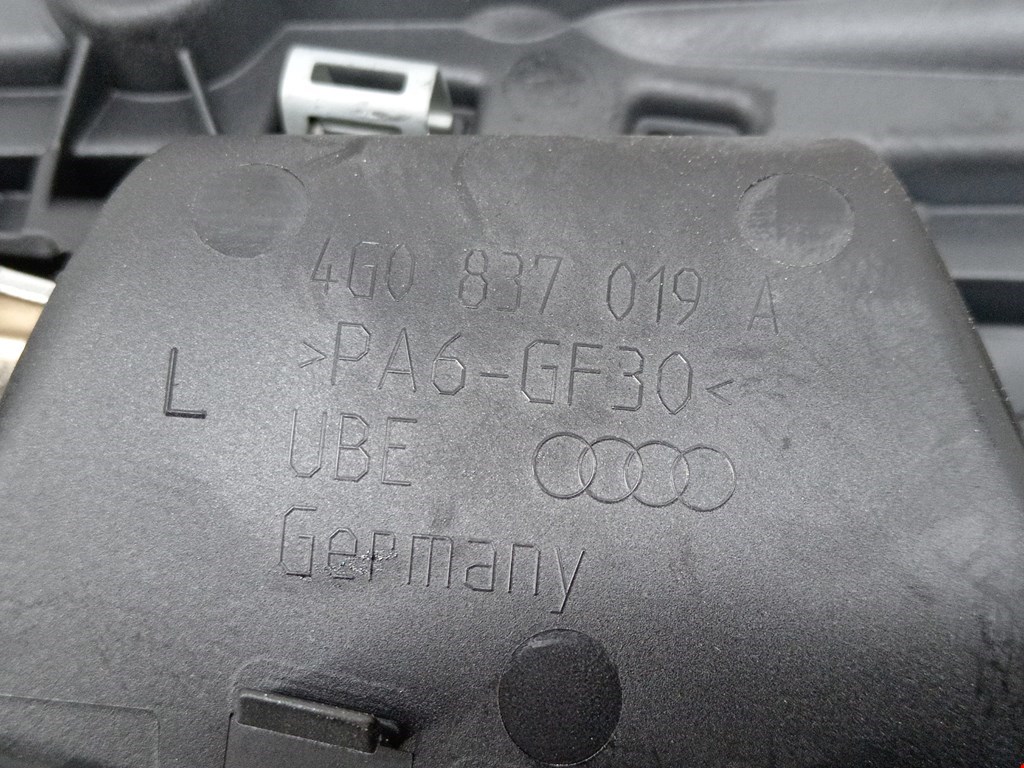 4G0 837 019 A
>PA6-GF30<
L
UBE
Germany